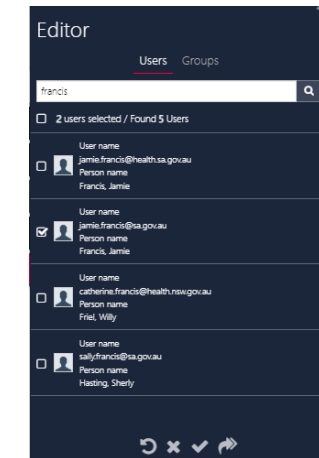 Editor
Users Groups
francis
2 users selected / Found 5 Users
User name
jamie.francis@health.sa.gov.au
Person name
Francis, Jamie
User name
jamie.francis@sa.gov.au
Person name
Francis, Jamie
User name
catherine.francis@health.nsw.gov.au
Person name
Friel, Willy
User name
sally.francis@sa.gov.au
Person name
Hasting, Sherly